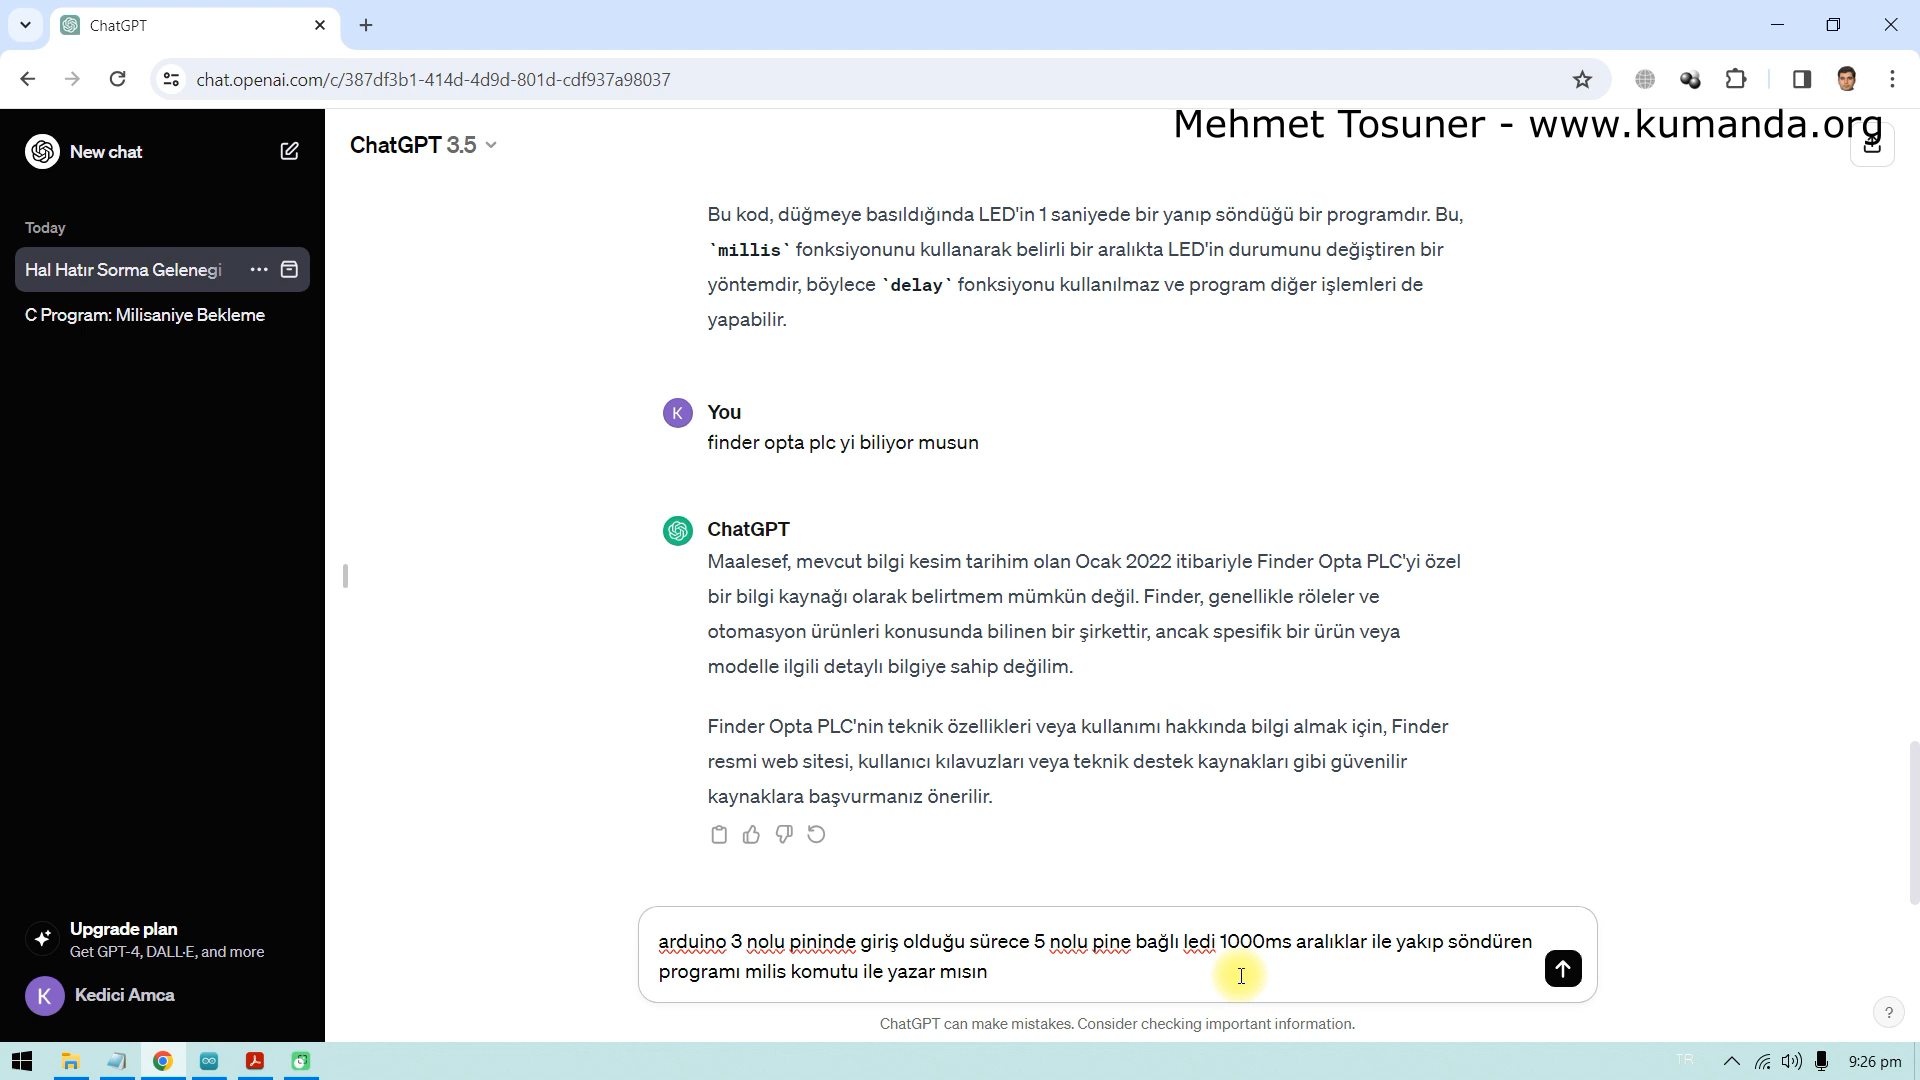 ChatGPT
chat.openai.com/c/387df3b1-414d-4d9d-801d-cdf937a98037
Mehmet Tosuner - www.kumanda.org
New chat
ChatGPT 3.5
Today
Hal Hatır Sorma Gelenegi
C Program: Milisaniye Bekleme
Bu kod, düğmeye basıldığında LED'in 1 saniyede bir yanıp söndüğü bir programdır. Bu,
`millis` fonksiyonunu kullanarak belirli bir aralıkta LED'in durumunu değiştiren bir
yöntemdir, böylece `delay` fonksiyonu kullanılmaz ve program diğer işlemleri de
yapabilir.
K
You
finder opta plc yi biliyor musun
ChatGPT
Maalesef, mevcut bilgi kesim tarihim olan Ocak 2022 itibariyle Finder Opta PLC'yi özel
bir bilgi kaynağı olarak belirtmem mümkün değil. Finder, genellikle röleler ve
otomasyon ürünleri konusunda bilinen bir şirkettir, ancak spesifik bir ürün veya
modelle ilgili detaylı bilgiye sahip değilim.
Finder Opta PLC'nin teknik özellikleri veya kullanımı hakkında bilgi almak için, Finder
resmi web sitesi, kullanıcı kılavuzları veya teknik destek kaynakları gibi güvenilir
kaynaklara başvurmanız önerilir.
arduino 3 nolu pininde giriş olduğu sürece 5 nolu pine bağlı ledi 1000ms aralıklar ile yakıp söndüren
programı milis komutu ile yazar mısın
ChatGPT can make mistakes. Consider checking important information.
?
Upgrade plan
Get GPT-4, DALL·E, and more
K
Kedici Amca
TR
9:26 pm